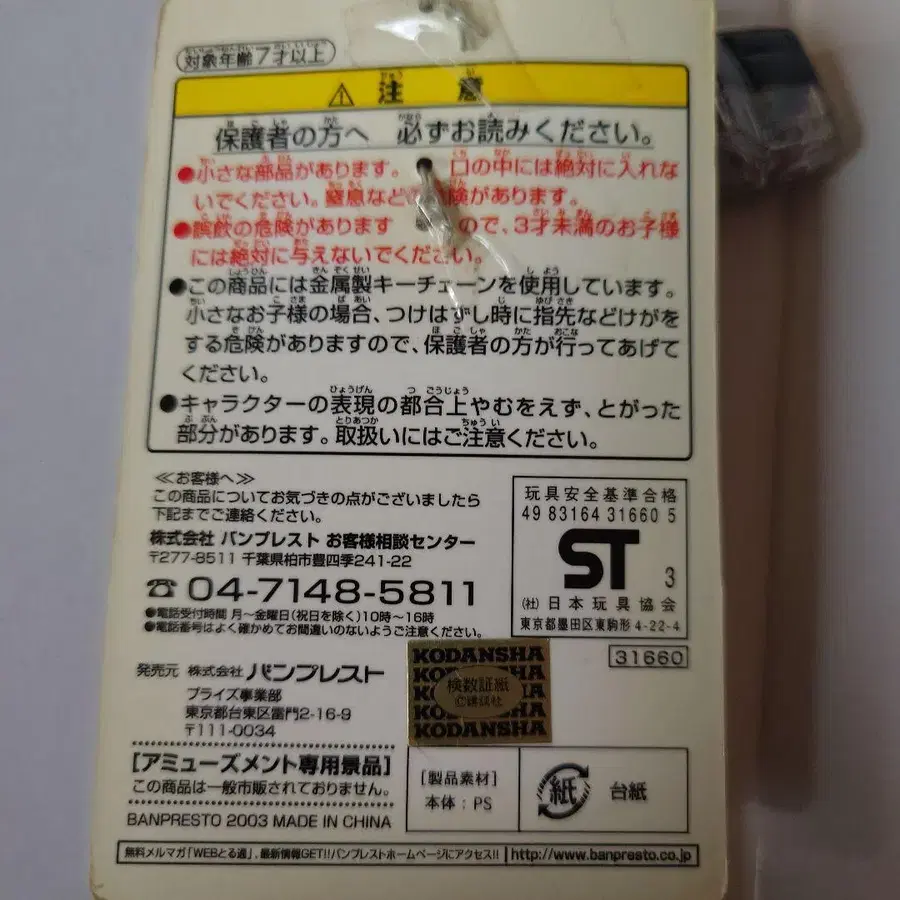 対象年齢7才以上
⚠ 注意
保護者の方へ 必ずお読みください。
●小さな部品があります。 口の中には絶対に入れな
いでください。窒息など 危険があります。
●誤飲の危険があります ので、3才未満のお子様
には絶対に与えないでください。
●この商品には金属製キーチェーンを使用しています。
小さなお子様の場合、つけはずし時に指先などけがを
する危険がありますので、保護者の方が行ってあげて
ください。
●キャラクターの表現の都合上やむをえず、とがった
部分があります。取扱いにはご注意ください。
≪お客様へ≫
この商品についてお気づきの点がございましたら
下記までご連絡ください。
株式会社 バンプレスト お客様相談センター
〒277-8511 千葉県柏市豊四季241-22
☎ 04-7148-5811
●電話受付時間 月〜金曜日(祝日を除く)10時〜16時
●電話番号はよく確かめてお間違いのないようご注意ください。
玩具安全基準合格
49 83164 31660 5
ST 3
(社)日本玩具協会
東京都墨田区東駒形4-22-4
31660
発売元 株式会社 バンプレスト
プライズ事業部
東京都台東区雷門2-16-9
〒111-0034
KODANSHA
検数証紙
©講談社
KODANSHA
[アミューズメント専用景品]
この商品は一般市販されておりません。
BANPRESTO 2003 MADE IN CHINA
[製品素材]
本体:PS
紙 台紙
無料メルマガ「WEBとる通」、最新情報GET!!バンプレストホームページにアクセス!! http://www.banpresto.co.jp